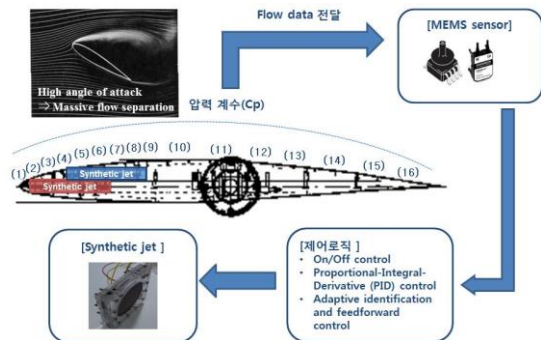 Flow data 전달
[MEMS sensor]
High angle of attack
⇒ Massive flow separation
압력 계수(Cp)
(1) (2) (3) (4) (5) (6) (7) (8) (9) (10) (11) (12) (13) (14) (15) (16)
Synthetic jet
Synthetic jet
[Synthetic jet ]
[제어로직 ]
• On/Off control
• Proportional-Integral-
Derivative (PID) control
• Adaptive identification
and feedforward
control